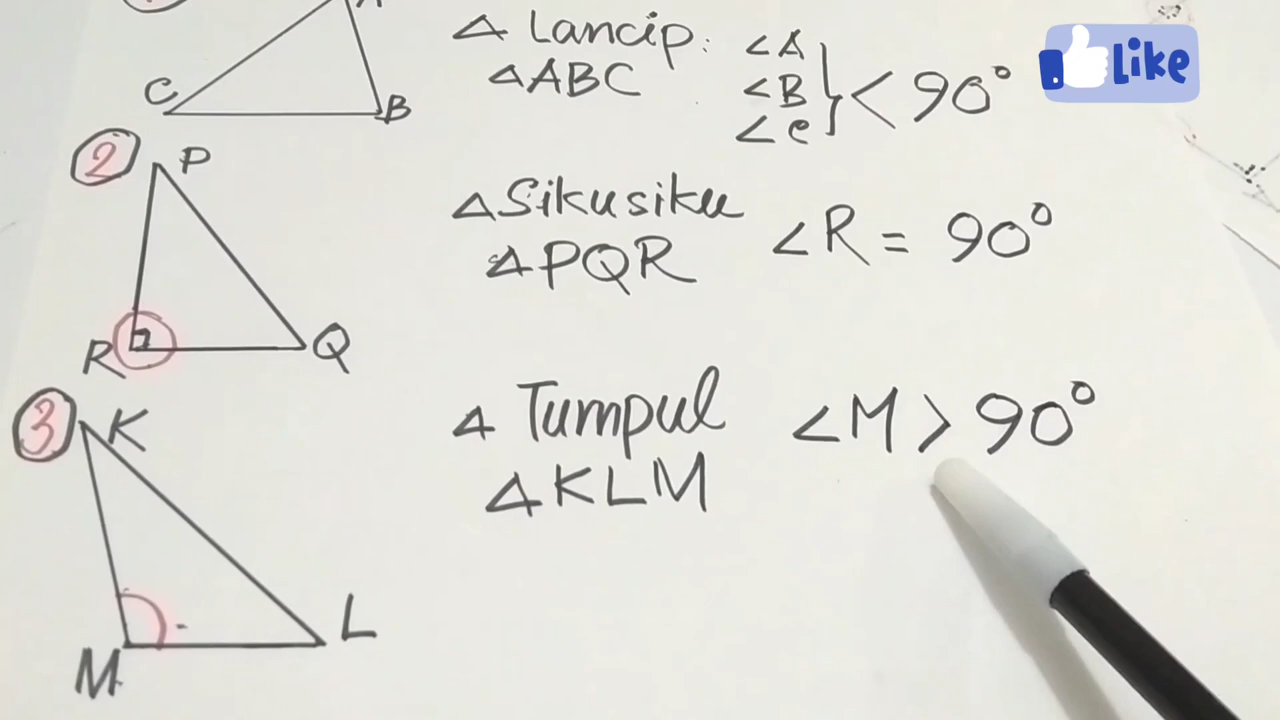 A
C
B
△ Lancip:
△ABC
∠A
∠B
∠C
} < 90°
Like
2
P
R
Q
△Sikusiku
△PQR
∠R = 90°
3
K
M
L
△ Tumpul
△KLM
∠M > 90°